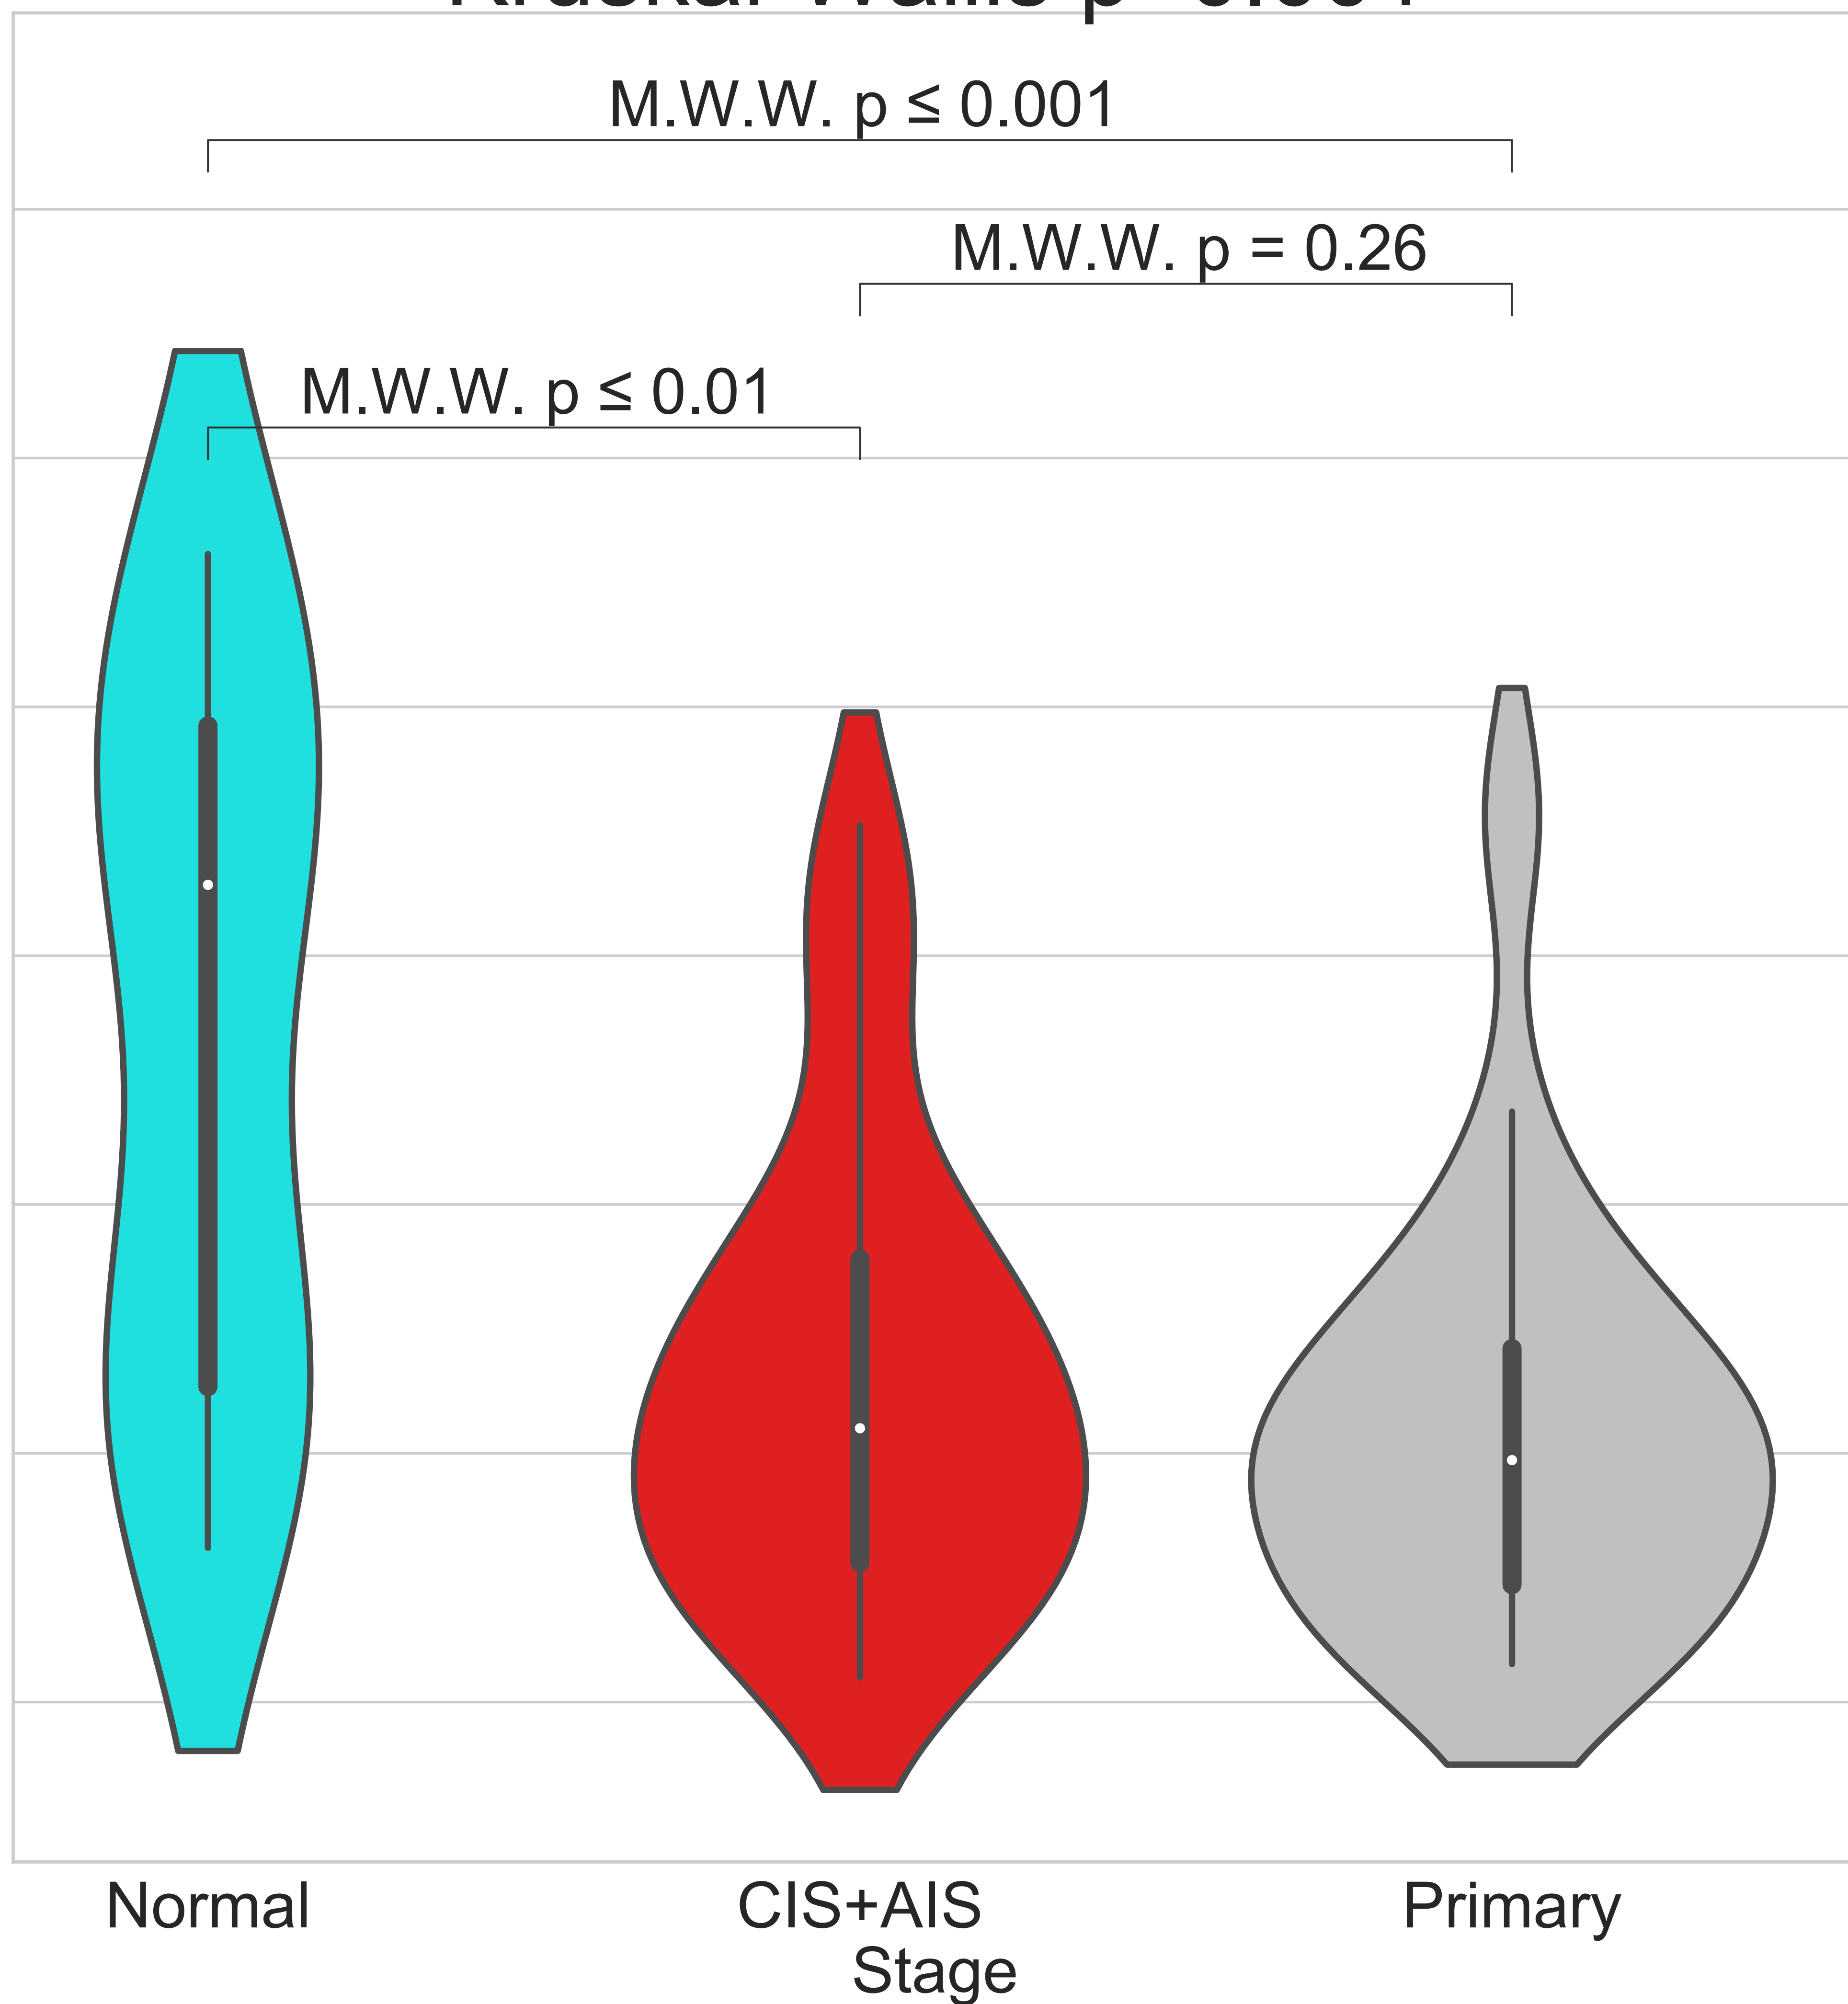 M.W.W. p ≤ 0.001
M.W.W. p = 0.26
M.W.W. p ≤ 0.01
Normal CIS+AIS Primary
Stage